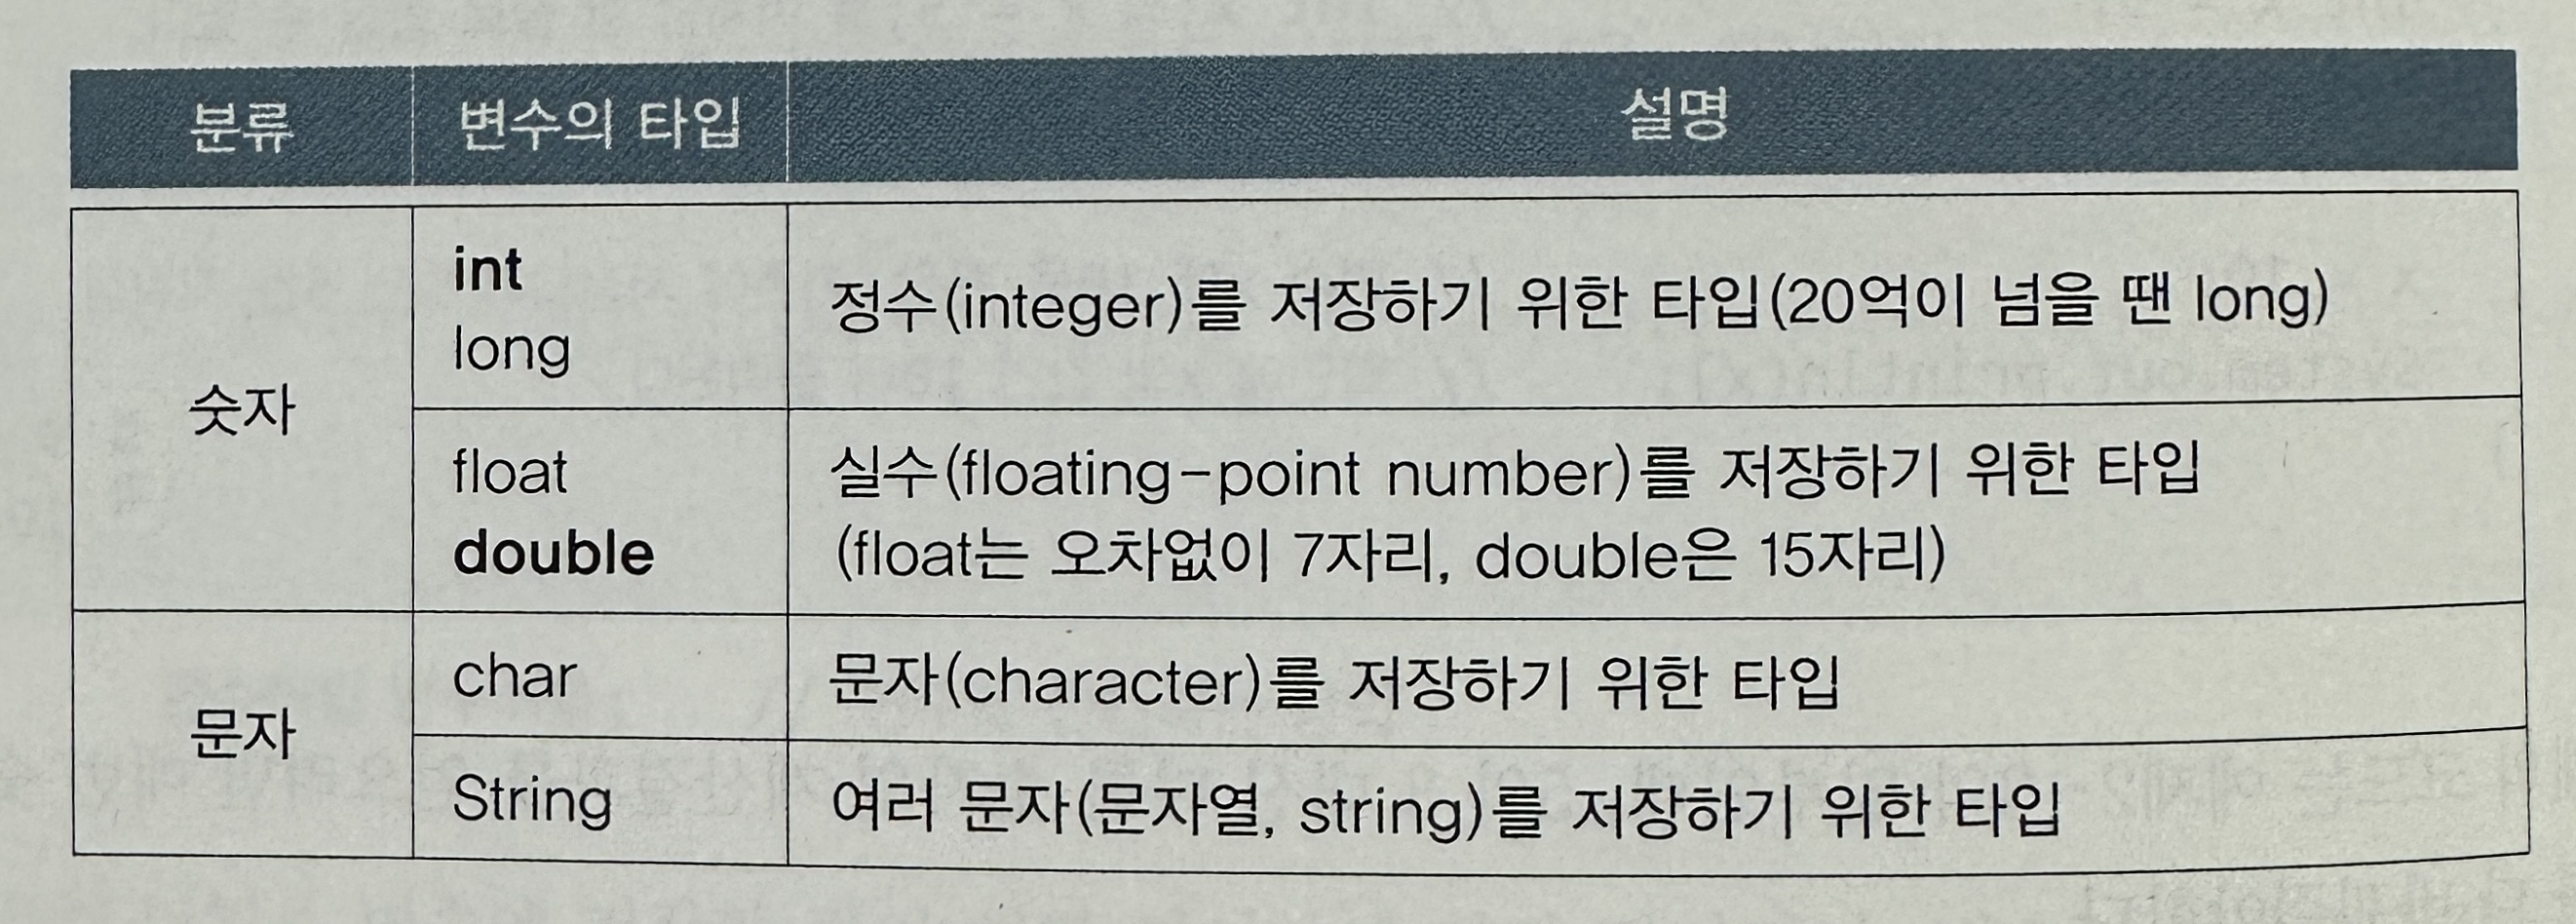 분류 변수의 타입 설명
숫자
int
long
정수(integer)를 저장하기 위한 타입(20억이 넘을 땐 long)
float
double
실수(floating-point number)를 저장하기 위한 타입
(float는 오차없이 7자리, double은 15자리)
문자
char
문자(character)를 저장하기 위한 타입
String
여러 문자(문자열, string)를 저장하기 위한 타입